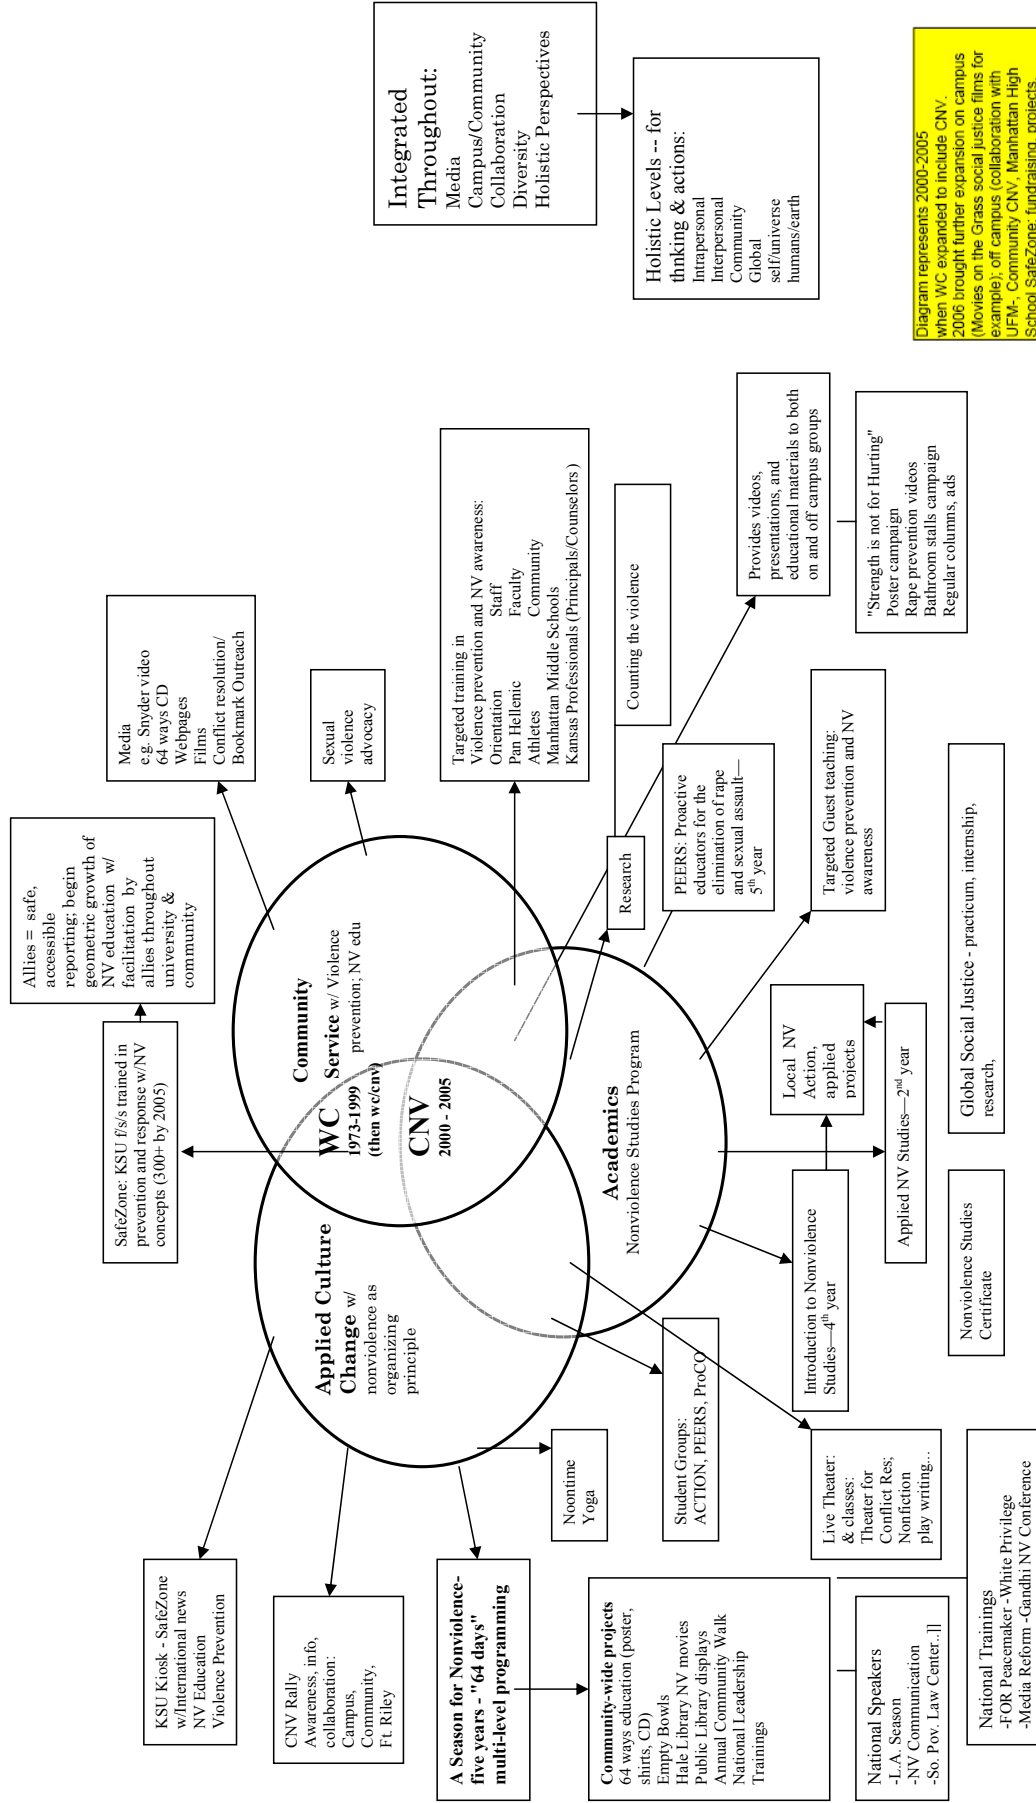 KSU Kiosk - SafeZone
w/International news
NV Education
Violence Prevention
CNV Rally
Awareness, info,
collaboration:
Campus,
Community,
Ft. Riley
A Season for Nonviolence-
five years - "64 days"
multi-level programming
Community-wide projects
64 ways education (poster,
shirts, CD)
Empty Bowls
Hale Library NV movies
Public Library displays
Annual Community Walk
National Leadership
Trainings
National Speakers
-L.A. Season
-NV Communication
-So. Pov. Law Center..]]
National Trainings
-FOR Peacemaker -White Privilege
-Media Reform -Gandhi NV Conference
Noontime
Yoga
Student Groups:
ACTION, PEERS, ProCO
Live Theater:
& classes:
Theater for
Conflict Res;
Nonfiction
play writing...
SafeZone: KSU f/s/s trained in
prevention and response w/NV
concepts (300+ by 2005)
Allies = safe,
accessible
reporting; begin
geometric growth of
NV education w/
facilitation by
allies throughout
university &
community
Applied Culture
Change w/
nonviolence as
organizing
principle
Community
Service w/ Violence
prevention; NV edu
WC
1973-1999
(then wc/cnv)
CNV
2000 - 2005
Academics
Nonviolence Studies Program
Introduction to Nonviolence
Studies—4th year
Local NV
Action,
applied
projects
Applied NV Studies—2nd year
Nonviolence Studies
Certificate
Global Social Justice - practicum, internship,
research,
Media
e.g. Snyder video
64 ways CD
Webpages
Films
Conflict resolution/
Bookmark Outreach
Sexual
violence
advocacy
Targeted training in
Violence prevention and NV awareness:
Orientation Staff
Pan Hellenic Faculty
Athletes Community
Manhattan Middle Schools
Kansas Professionals (Principals/Counselors )
Research
Counting the violence
PEERS: Proactive
educators for the
elimination of rape
and sexual assault—
5th year
Targeted Guest teaching:
violence prevention and NV
awareness
Provides videos,
presentations, and
educational materials to both
on and off campus groups
"Strength is not for Hurting"
Poster campaign
Rape prevention videos
Bathroom stalls campaign
Regular columns, ads
Integrated
Throughout:
Media
Campus/Community
Collaboration
Diversity
Holistic Perspectives
Holistic Levels -- for
thnking & actions:
Intrapersonal
Interpersonal
Community
Global
self/universe
humans/earth
Diagram represents 2000-2005
when WC expanded to include CNV.
2006 brought further expansion on campus
(Movies on the Grass social justice films for
example); off campus (collaboration with
UFM-, Community CNV, Manhattan High
School SafeZone; fundraising, projects,